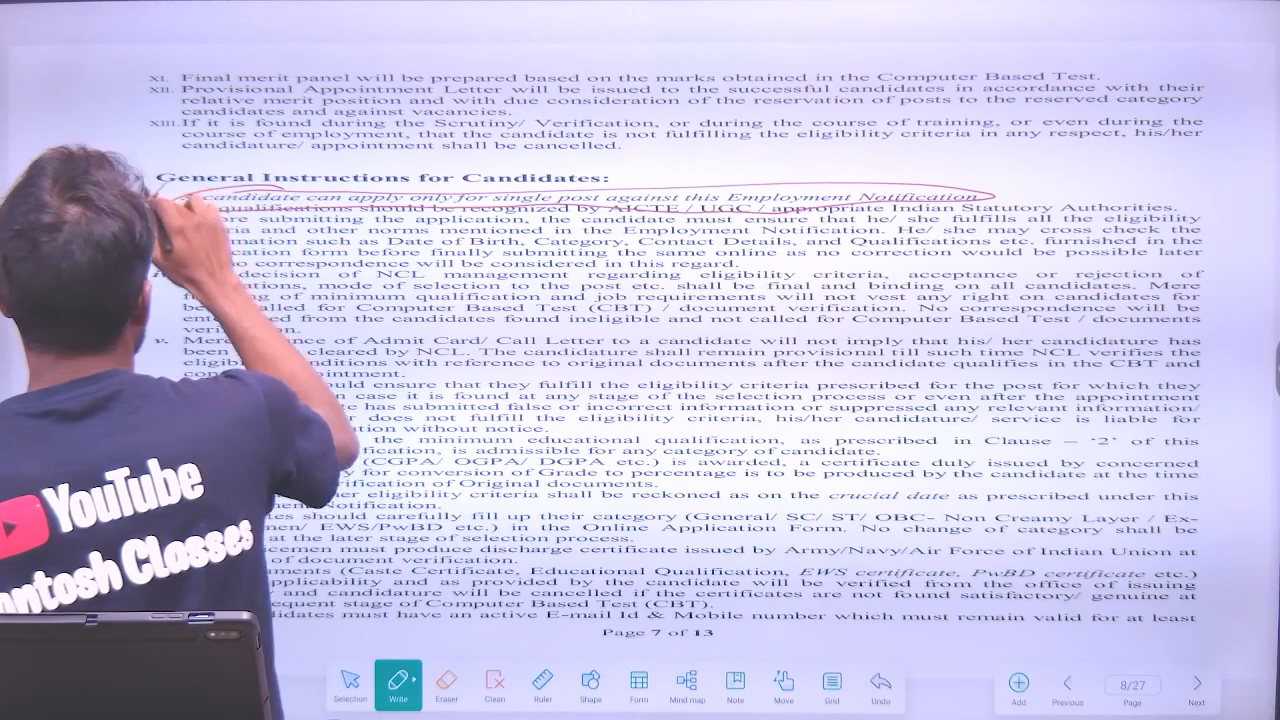 XI. Final merit panel will be prepared based on the marks obtained in the Computer Based Test.
XII. Provisional Appointment Letter will be issued to the successful candidates in accordance with their
relative merit position and with due consideration of the reservation of posts to the reserved category
candidates and against vacancies.
XIII. If it is found during the Scrutiny/ Verification, or during the course of training, or even during the
course of employment, that the candidate is not fulfilling the eligibility criteria in any respect, his/her
candidature/ appointment shall be cancelled.
General Instructions for Candidates:
candidate can apply only for single post against this Employment Notification
qualifications should be recognized by AICTE / UGC / appropriate Indian Statutory Authorities.
submitting the application, the candidate must ensure that he/ she fulfills all the eligibility
and other norms mentioned in the Employment Notification. He/ she may cross check the
such as Date of Birth, Category, Contact Details, and Qualifications etc. furnished in the
form before finally submitting the same online as no correction would be possible later
correspondence will be considered in this regard.
decision of NCL management regarding eligibility criteria, acceptance or rejection of
mode of selection to the post etc. shall be final and binding on all candidates. Mere
of minimum qualification and job requirements will not vest any right on candidates for
for Computer Based Test (CBT) / document verification. No correspondence will be
from the candidates found ineligible and not called for Computer Based Test / documents
v. Mere of Admit Card/ Call Letter to a candidate will not imply that his/ her candidature has
been cleared by NCL. The candidature shall remain provisional till such time NCL verifies the
with reference to original documents after the candidate qualifies in the CBT and
ensure that they fulfill the eligibility criteria prescribed for the post for which they
case it is found at any stage of the selection process or even after the appointment
has submitted false or incorrect information or suppressed any relevant information/
does not fulfill the eligibility criteria, his/her candidature/ service is liable for
without notice.
the minimum educational qualification, as prescribed in Clause – '2' of this
is admissible for any category of candidate.
(CGPA/ OGPA/ DGPA etc.) is awarded, a certificate duly issued by concerned
for conversion of Grade to percentage is to be produced by the candidate at the time
of Original documents.
eligibility criteria shall be reckoned as on the crucial date as prescribed under this
Notification.
should carefully fill up their category (General/ SC/ ST/ OBC- Non Creamy Layer / Ex-
EWS/PwBD etc.) in the Online Application Form. No change of category shall be
at the later stage of selection process.
must produce discharge certificate issued by Army/Navy/Air Force of Indian Union at
of document verification.
(Caste Certificate, Educational Qualification, EWS certificate, PwBD certificate etc.)
and as provided by the candidate will be verified from the office of issuing
and candidature will be cancelled if the certificates are not found satisfactory/ genuine at
stage of Computer Based Test (CBT).
must have an active E-mail Id & Mobile number which must remain valid for at least
Page 7 of 13
YouTube
Classes
Selection Write Eraser Clean Ruler Shape Form Mind map Note Move Grid Undo Add Previous 8/27 Page Next